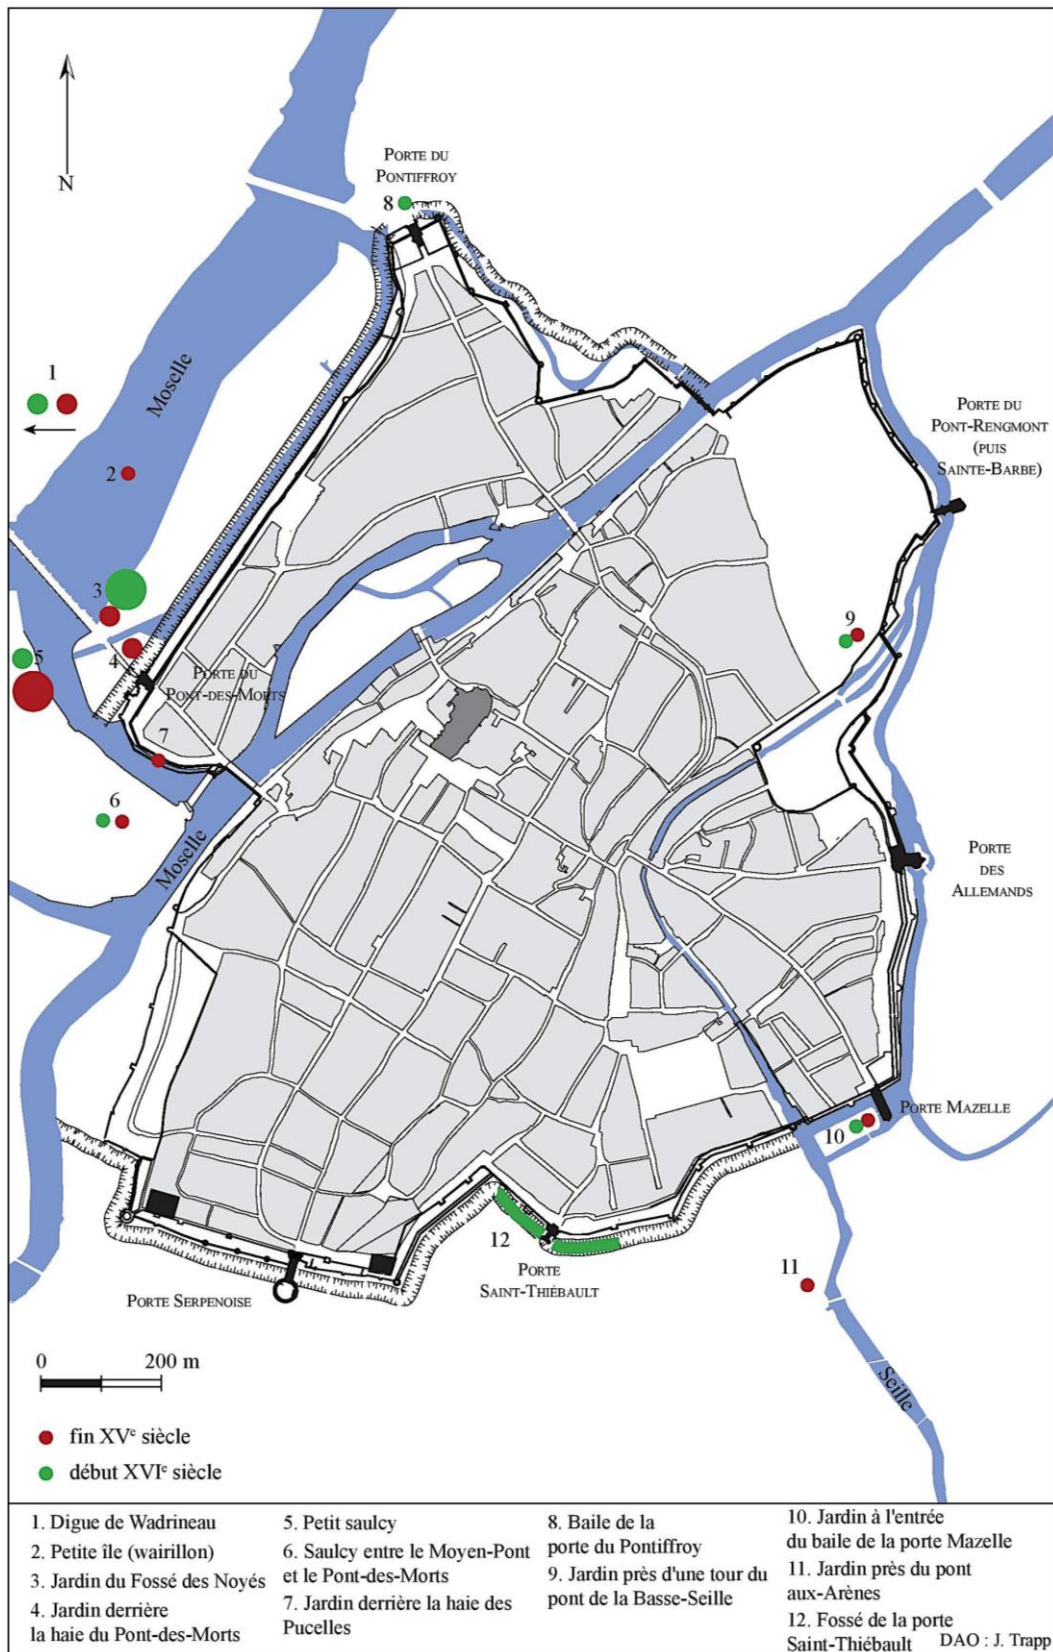 N
PORTE DU
PONTIFFROY
8
Moselle
1
2
PORTE DU
PONT-RENGMONT
(PUIS
SAINTE-BARBE)
3
9
4
5
PORTE DU
PONT-DES-MORTS
7
6
Moselle
PORTE
DES
ALLEMANDS
PORTE MAZELLE
10
12
PORTE
SAINT-THIÉBAULT
11
PORTE SERPENOISE
0 200 m
Seille
fin XVe siècle
début XVIe siècle
1. Digue de Wadrineau
2. Petite île (wairillon)
3. Jardin du Fossé des Noyés
4. Jardin derrière
la haie du Pont-des-Morts
5. Petit saulcy
6. Saulcy entre le Moyen-Pont
et le Pont-des-Morts
7. Jardin derrière la haie des
Pucelles
8. Baile de la
porte du Pontiffroy
9. Jardin près d'une tour du
pont de la Basse-Seille
10. Jardin à l'entrée
du baile de la porte Mazelle
11. Jardin près du pont
aux-Arènes
12. Fossé de la porte
Saint-Thiébault
DAO : J. Trapp